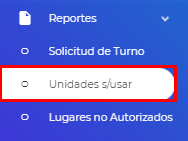 Reportes
Solicitud de Turno
Unidades s/usar
Lugares no Autorizados